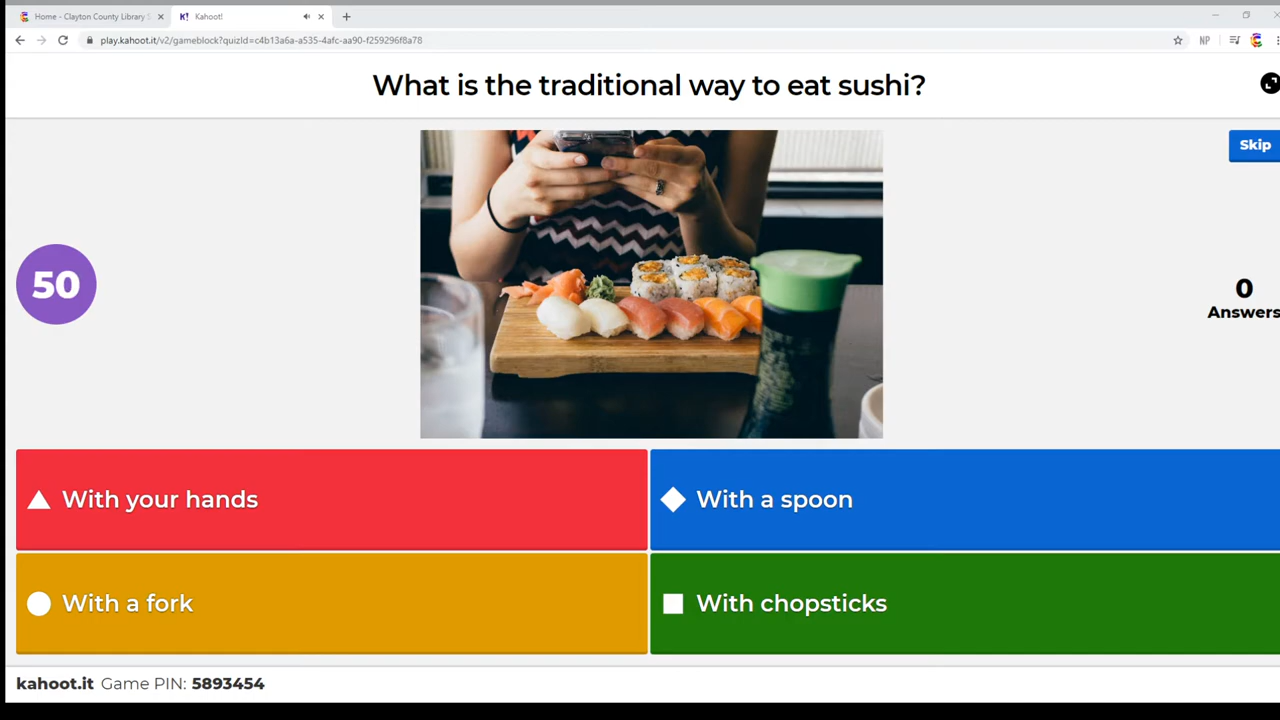 Home - Clayton County Library S
Kahoot!
play.kahoot.it/v2/gameblock?quizId=c4b13a6a-a535-4afc-aa90-f259296f8a78
NP
What is the traditional way to eat sushi?
Skip
50
0
Answers
With your hands
With a spoon
With a fork
With chopsticks
kahoot.it Game PIN: 5893454